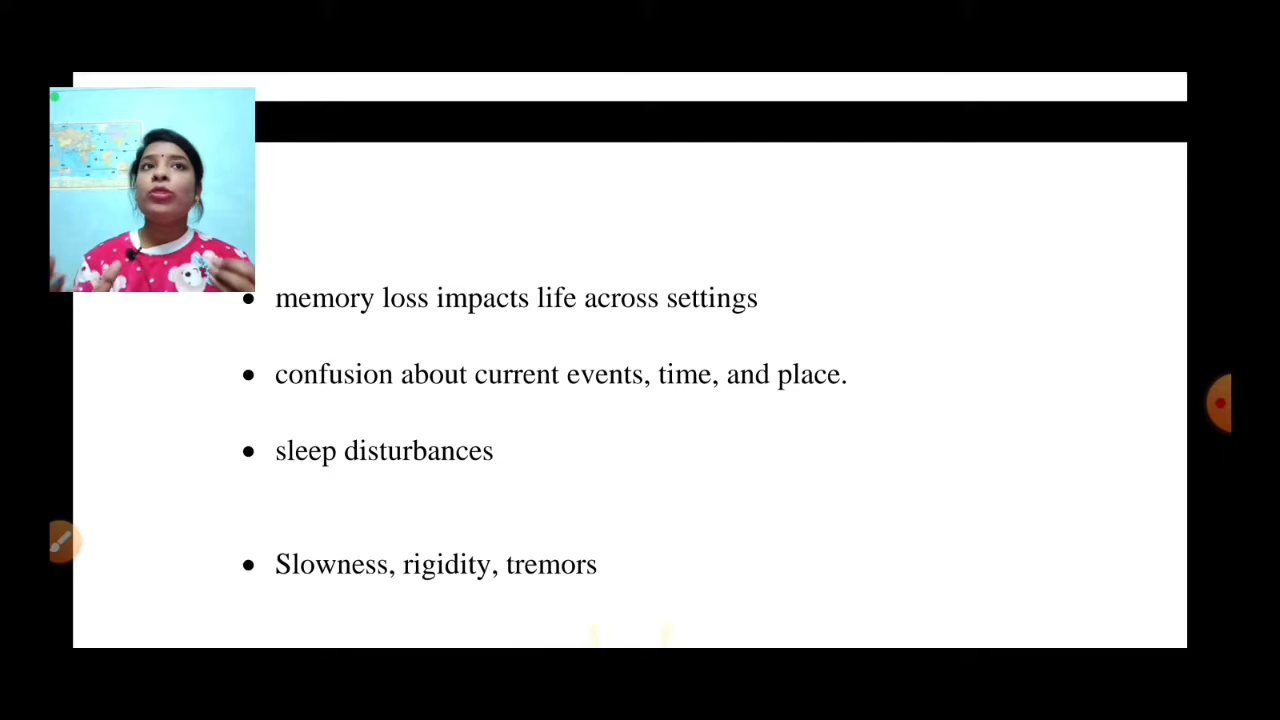 memory loss impacts life across settings
confusion about current events, time, and place.
sleep disturbances
Slowness, rigidity, tremors